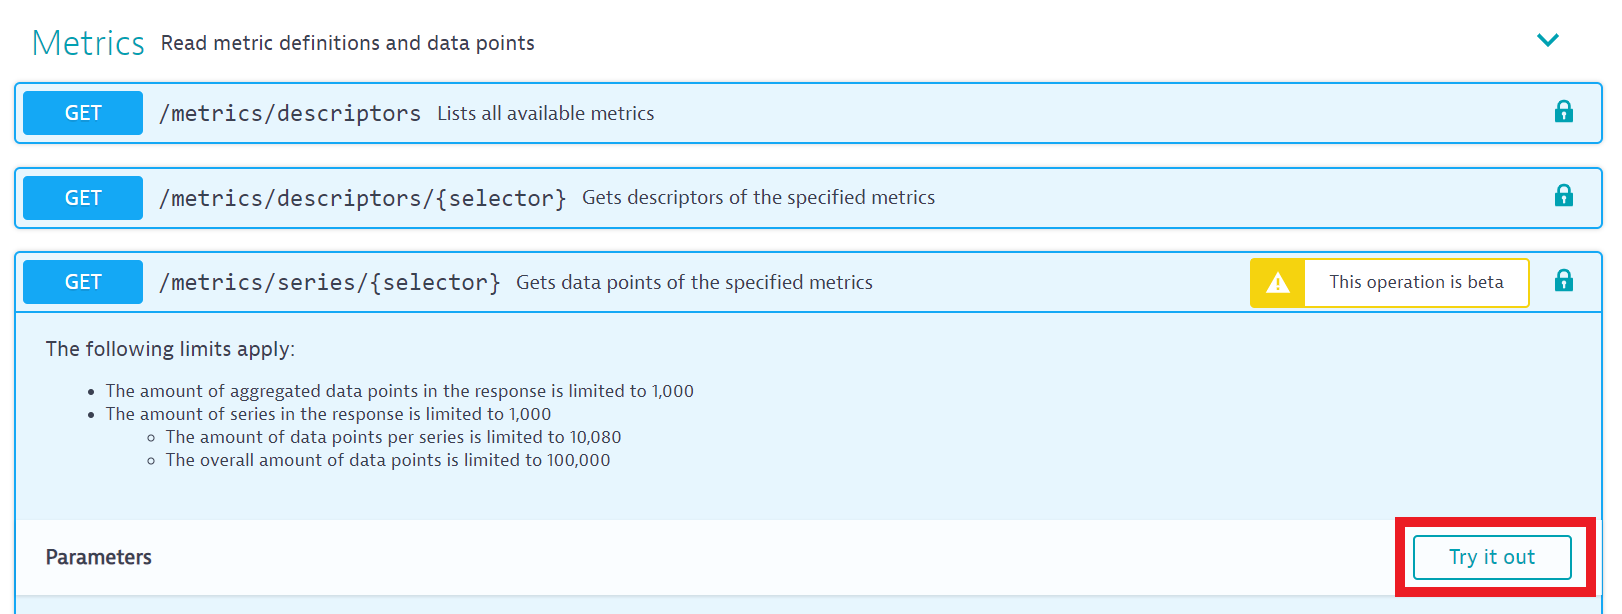 Metrics Read metric definitions and data points
GET /metrics/descriptors Lists all available metrics
GET /metrics/descriptors/{selector} Gets descriptors of the specified metrics
GET /metrics/series/{selector} Gets data points of the specified metrics This operation is beta
The following limits apply:
• The amount of aggregated data points in the response is limited to 1,000
• The amount of series in the response is limited to 1,000
◦ The amount of data points per series is limited to 10,080
◦ The overall amount of data points is limited to 100,000
Parameters Try it out